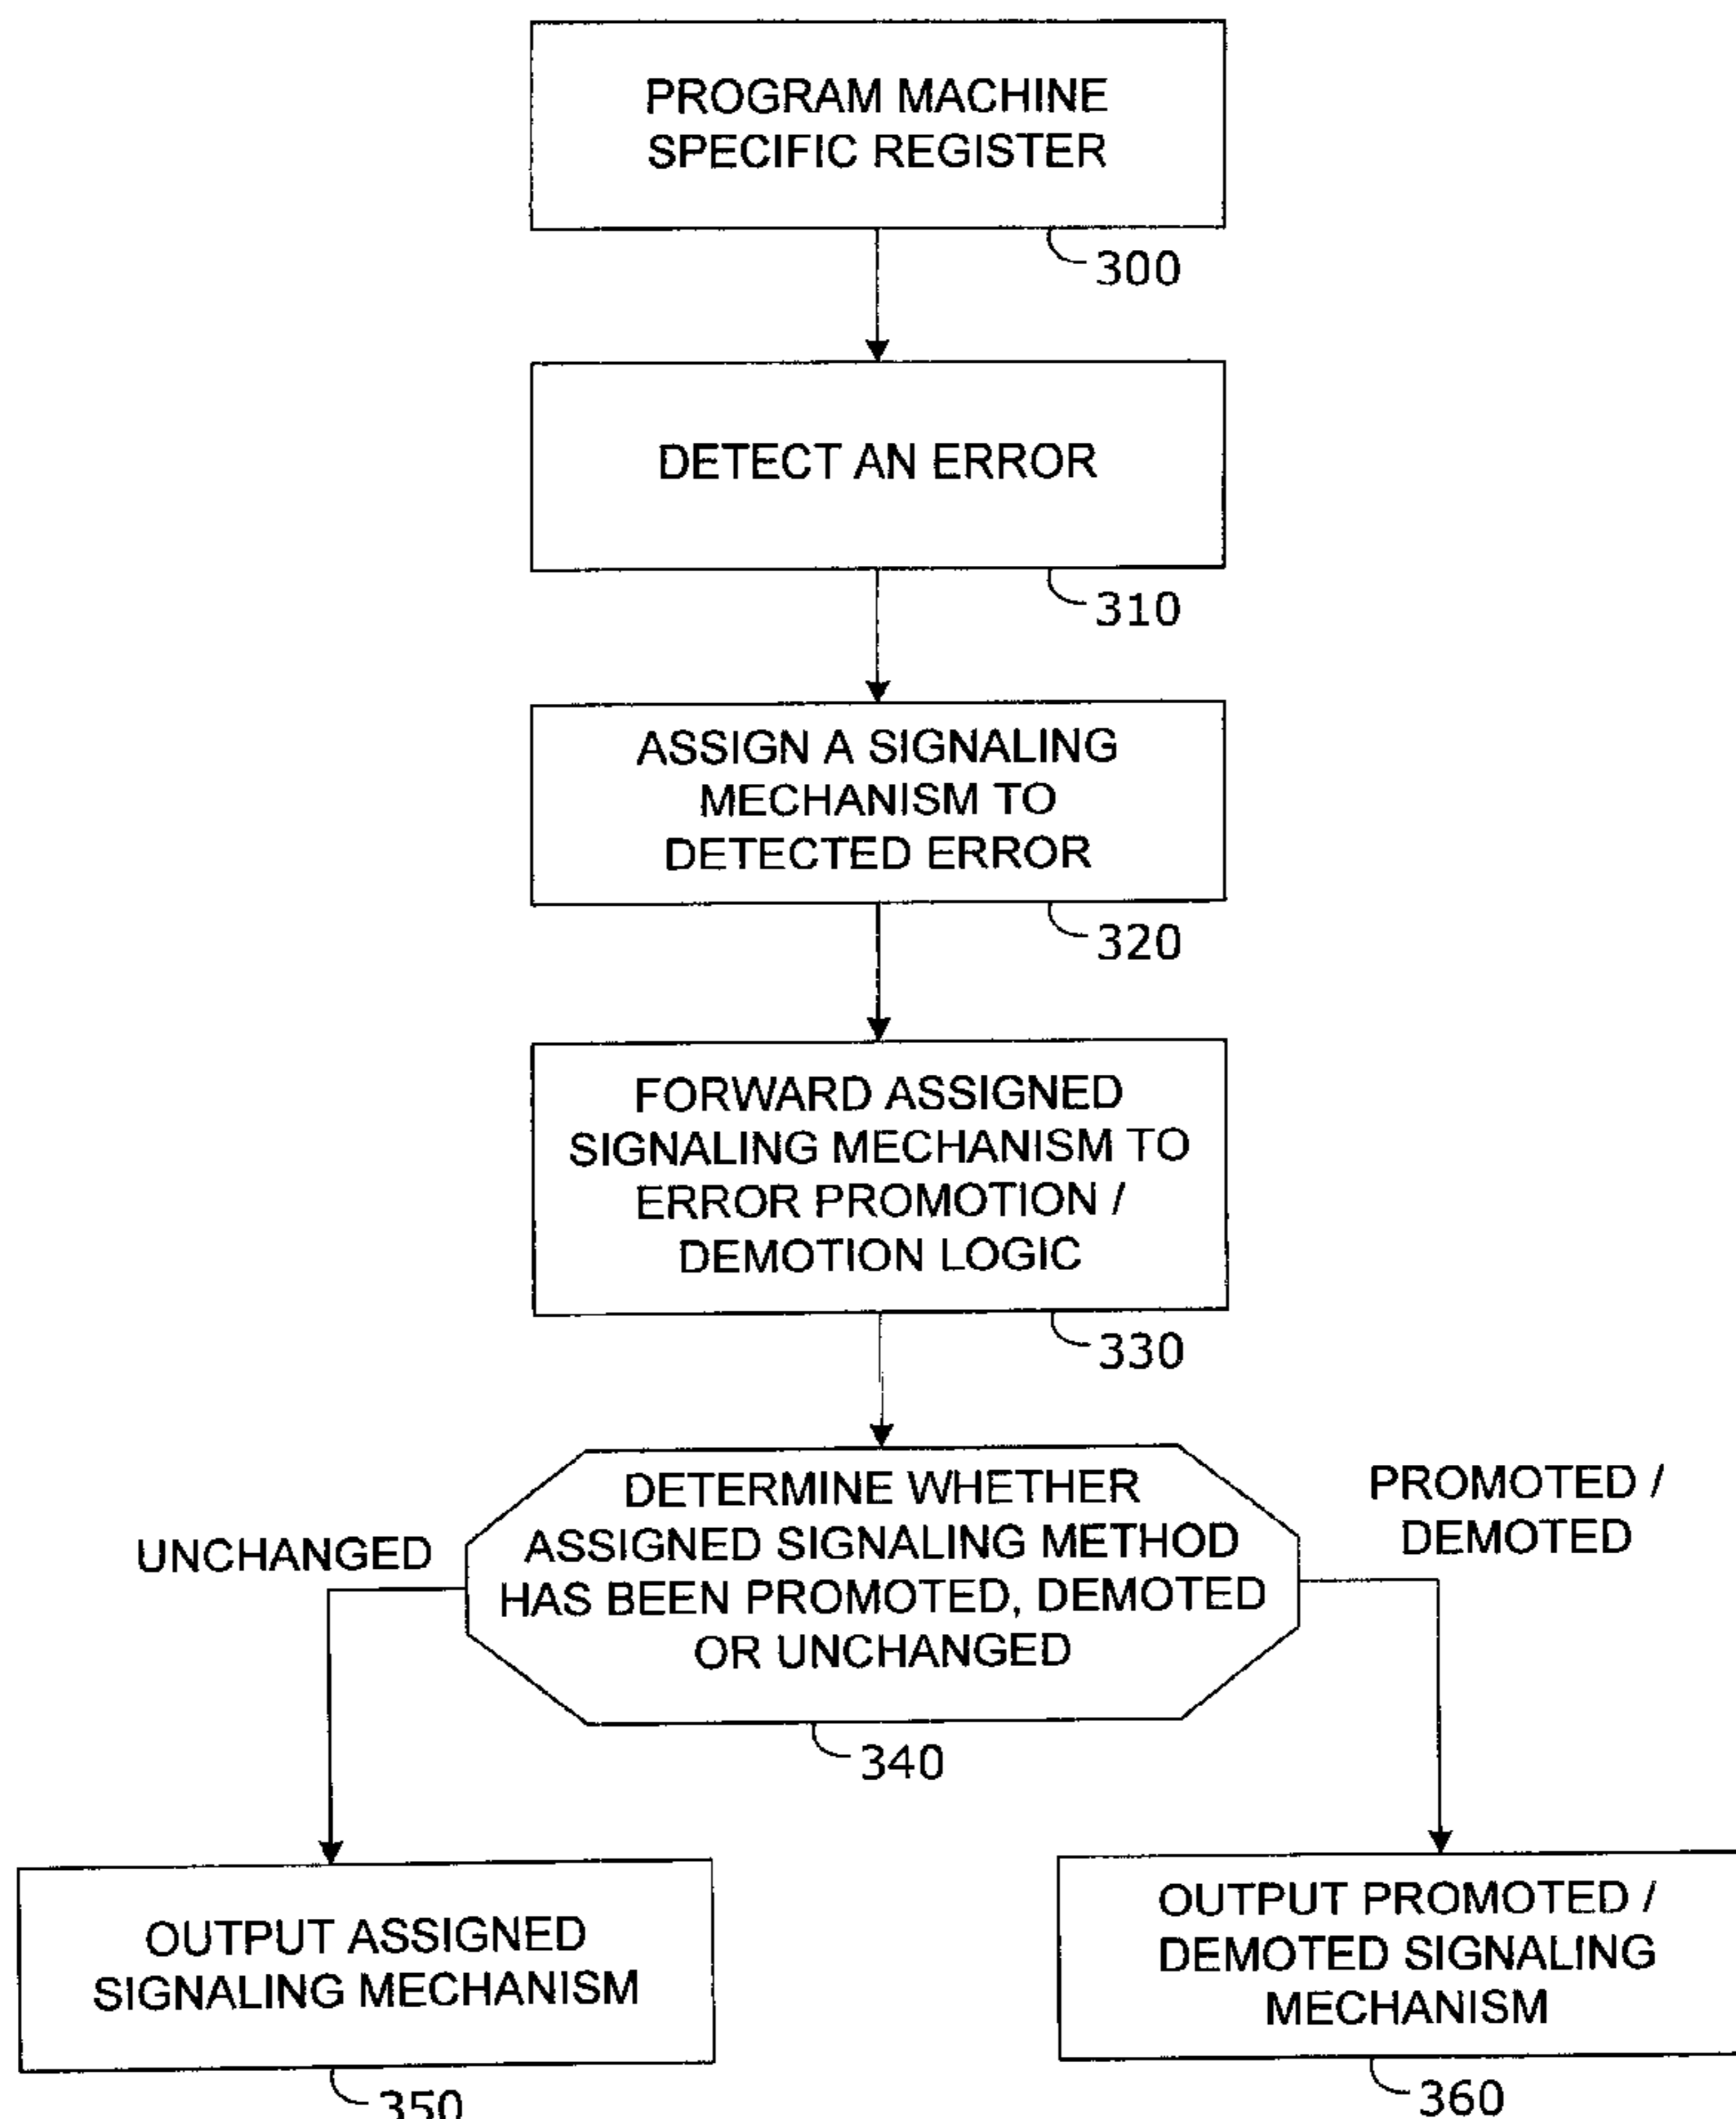 PROGRAM MACHINE
SPECIFIC REGISTER
300
DETECT AN ERROR
310
ASSIGN A SIGNALING
MECHANISM TO
DETECTED ERROR
320
FORWARD ASSIGNED
SIGNALING MECHANISM TO
ERROR PROMOTION /
DEMOTION LOGIC
330
DETERMINE WHETHER
ASSIGNED SIGNALING METHOD
HAS BEEN PROMOTED, DEMOTED
OR UNCHANGED
340
UNCHANGED
PROMOTED /
DEMOTED
OUTPUT ASSIGNED
SIGNALING MECHANISM
350
OUTPUT PROMOTED /
DEMOTED SIGNALING
MECHANISM
360